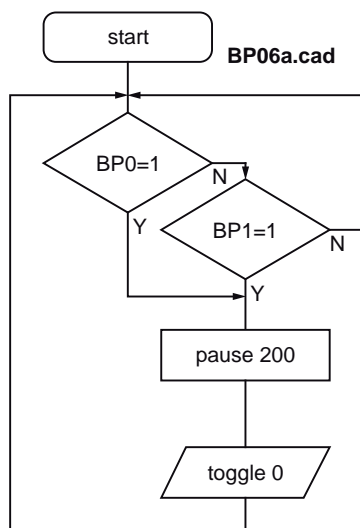 start
BP06a.cad
BP0=1
N
Y
BP1=1
N
Y
pause 200
toggle 0